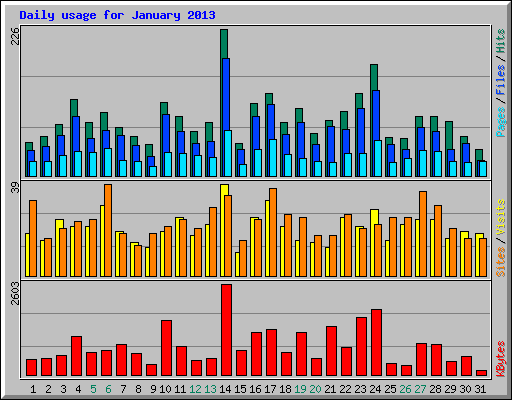 Daily usage for January 2013
226
Pages / Files / Hits
39
Sites / Visits
2603
KBytes
1 2 3 4 5 6 7 8 9 10 11 12 13 14 15 16 17 18 19 20 21 22 23 24 25 26 27 28 29 30 31